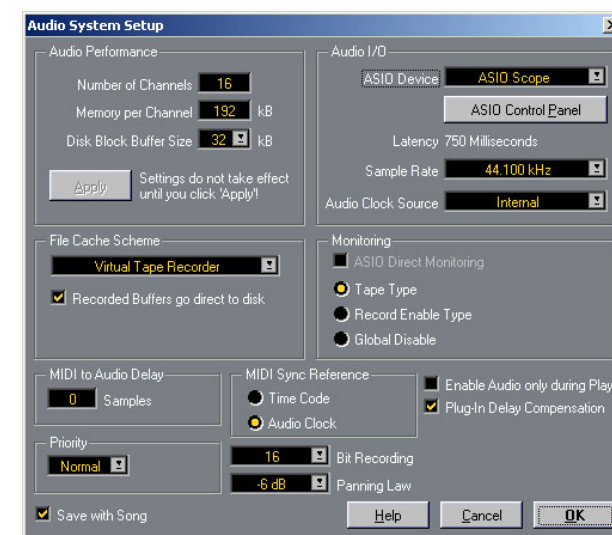 Audio System Setup
Audio Performance
Number of Channels 16
Memory per Channel 192 kB
Disk Block Buffer Size 32 kB
Apply
Settings do not take effect
until you click 'Apply'!
Audio I/O
ASIO Device ASIO Scope
ASIO Control Panel
Latency 750 Milliseconds
Sample Rate 44.100 kHz
Audio Clock Source Internal
File Cache Scheme
Virtual Tape Recorder
Recorded Buffers go direct to disk
Monitoring
ASIO Direct Monitoring
Tape Type
Record Enable Type
Global Disable
MIDI to Audio Delay
0 Samples
MIDI Sync Reference
Time Code
Audio Clock
Enable Audio only during Play
Plug-In Delay Compensation
Priority
Normal
16 Bit Recording
-6 dB Panning Law
Save with Song
Help
Cancel
OK